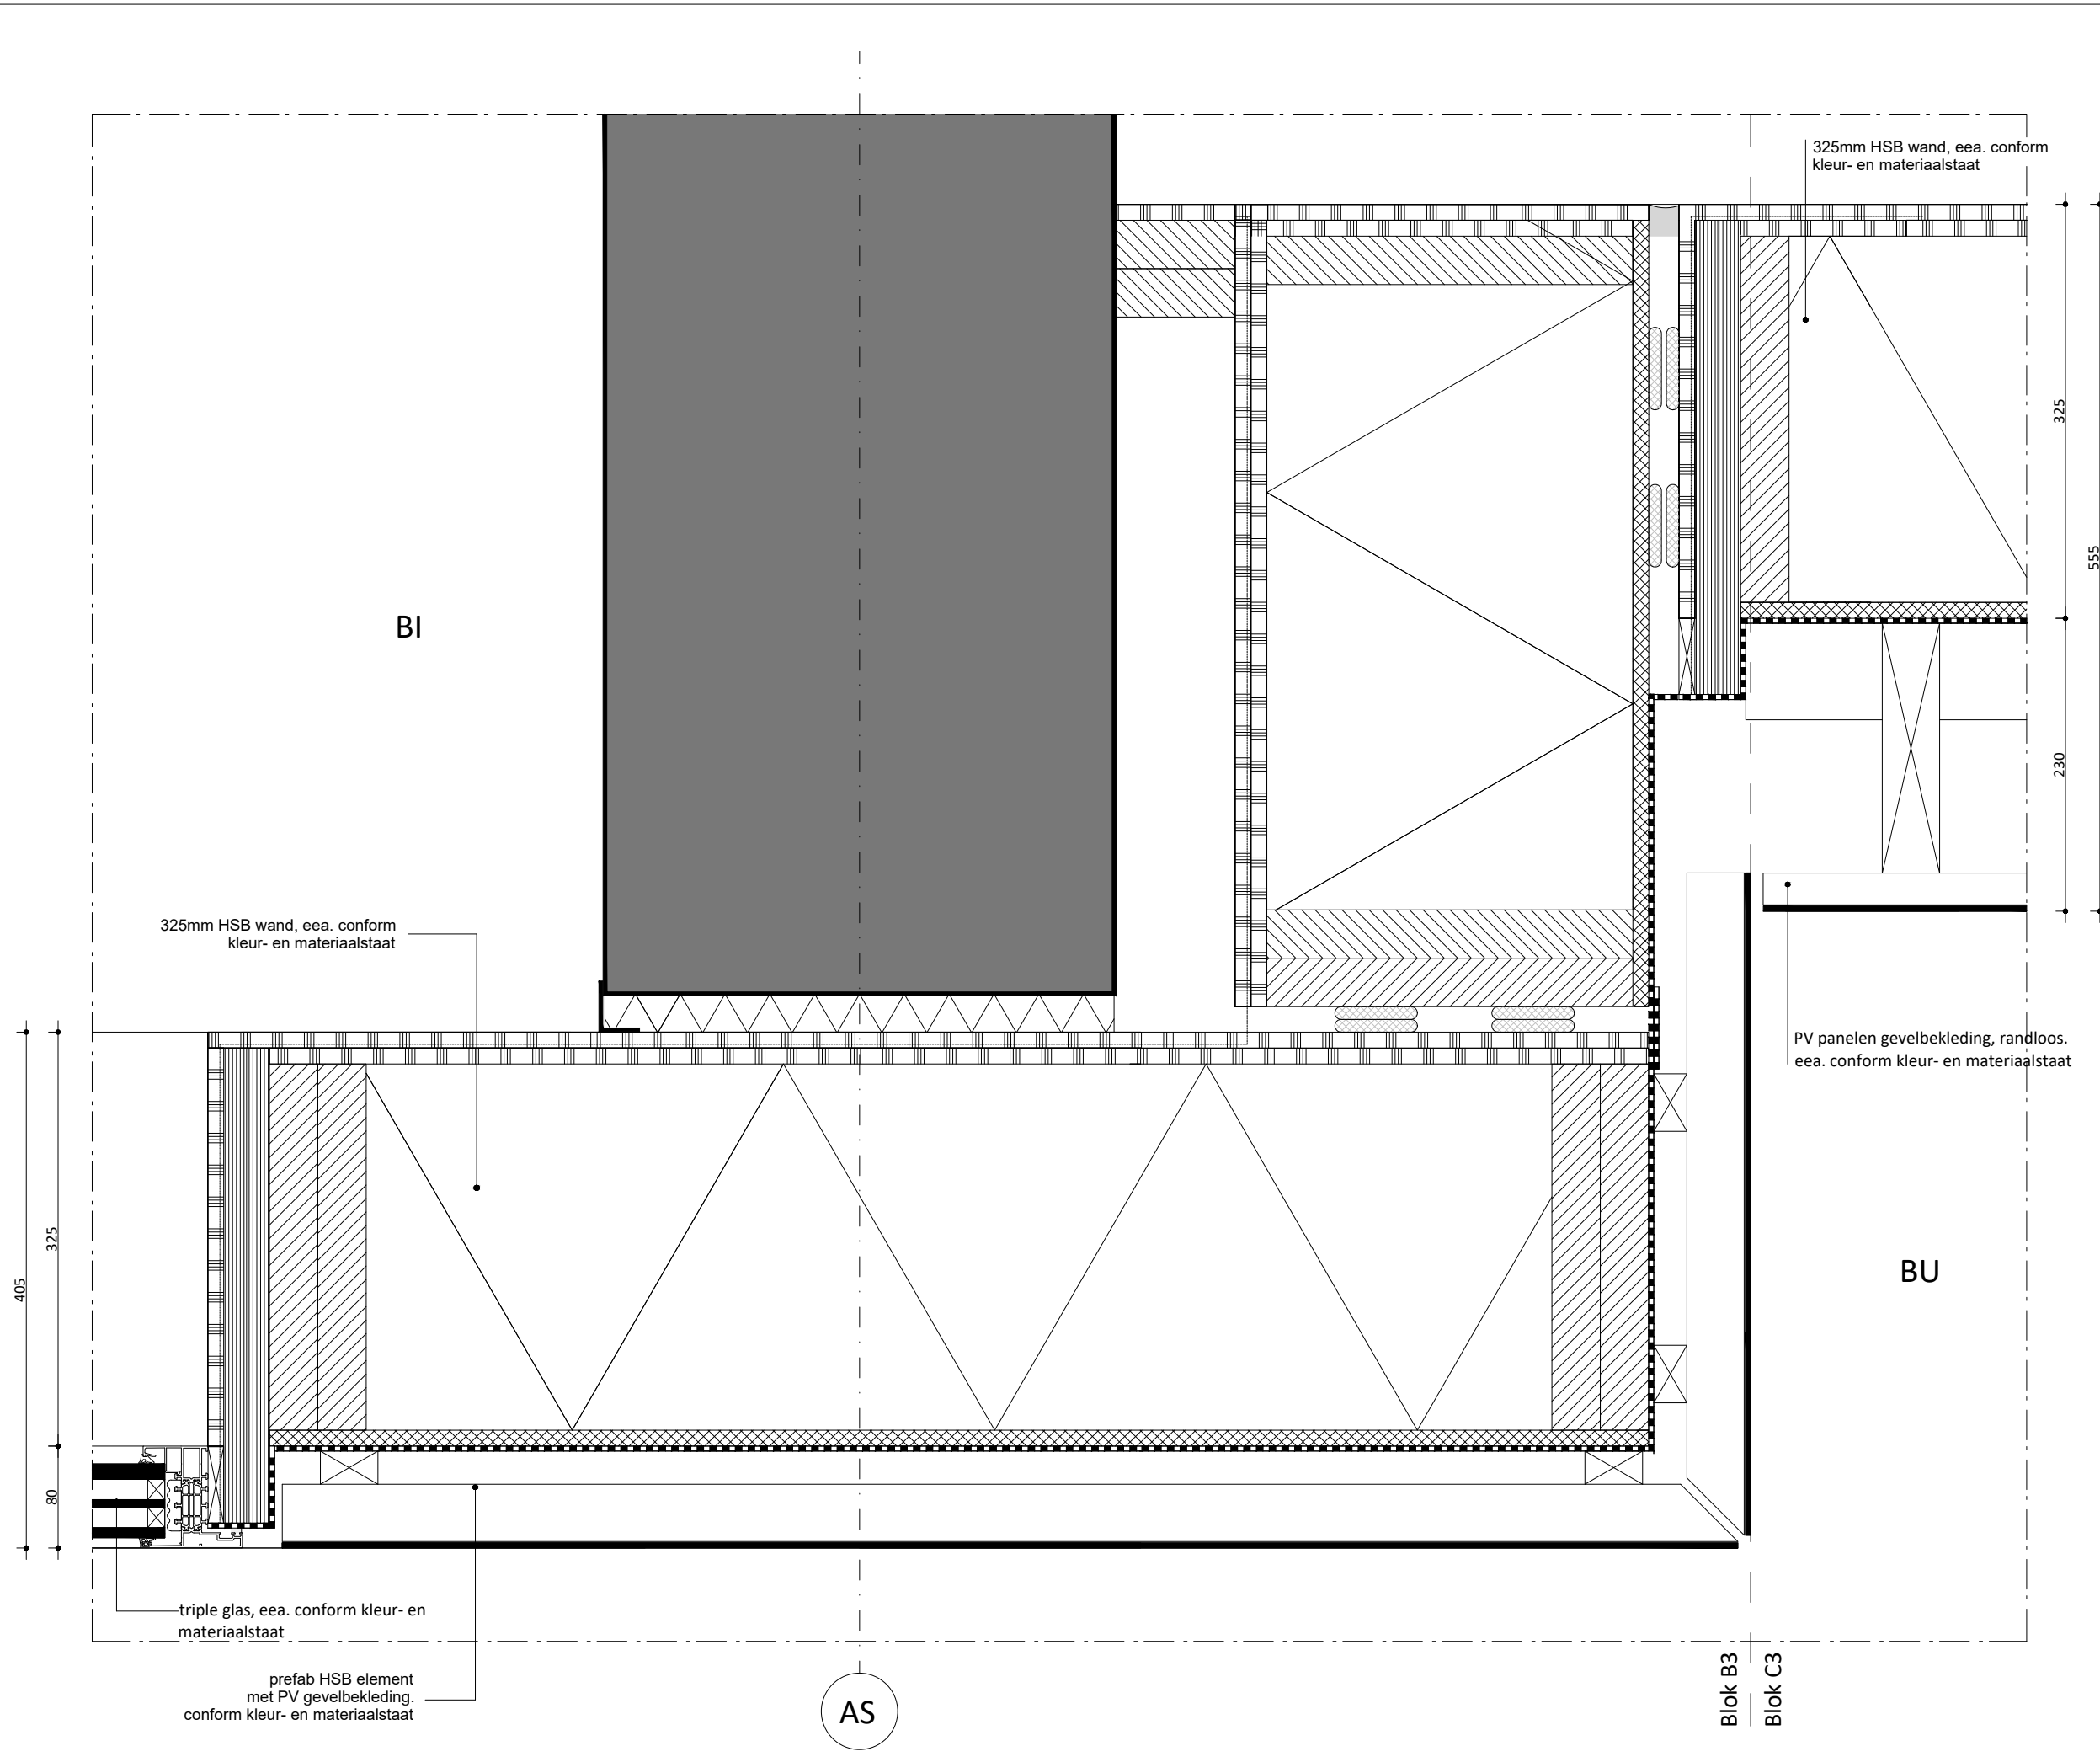 325mm HSB wand, eea. conform
kleur- en materiaalstaat
325
555
BI
230
325mm HSB wand, eea. conform
kleur- en materiaalstaat
PV panelen gevelbekleding, randloos.
eea. conform kleur- en materiaalstaat
325
405
BU
80
triple glas, eea. conform kleur- en
materiaalstaat
prefab HSB element
met PV gevelbekleding.
conform kleur- en materiaalstaat
AS
Blok B3
Blok C3